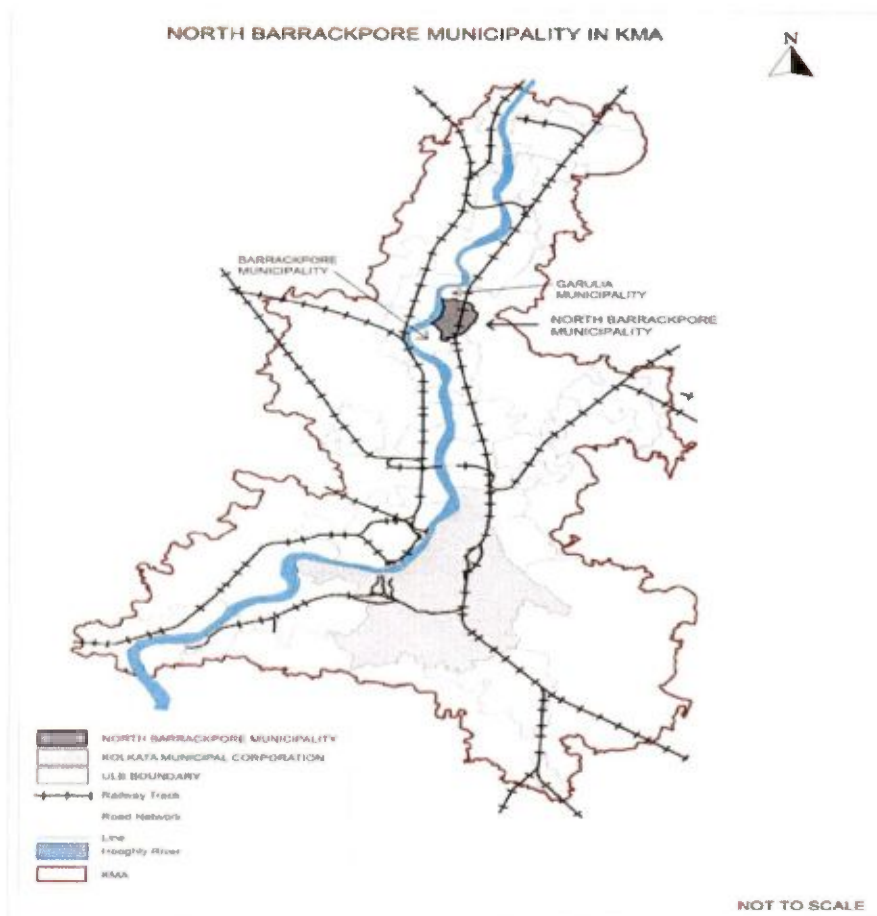 NORTH BARRACKPORE MUNICIPALITY IN KMA
N
BARRACKPORE
MUNICIPALITY
GARULIA
MUNICIPALITY
NORTH BARRACKPORE
MUNICIPALITY
NORTH BARRACKPORE MUNICIPALITY
KOLKATA MUNICIPAL CORPORATION
ULB BOUNDARY
Railway Track
Road Network
Line
Hooghly River
KMA
NOT TO SCALE